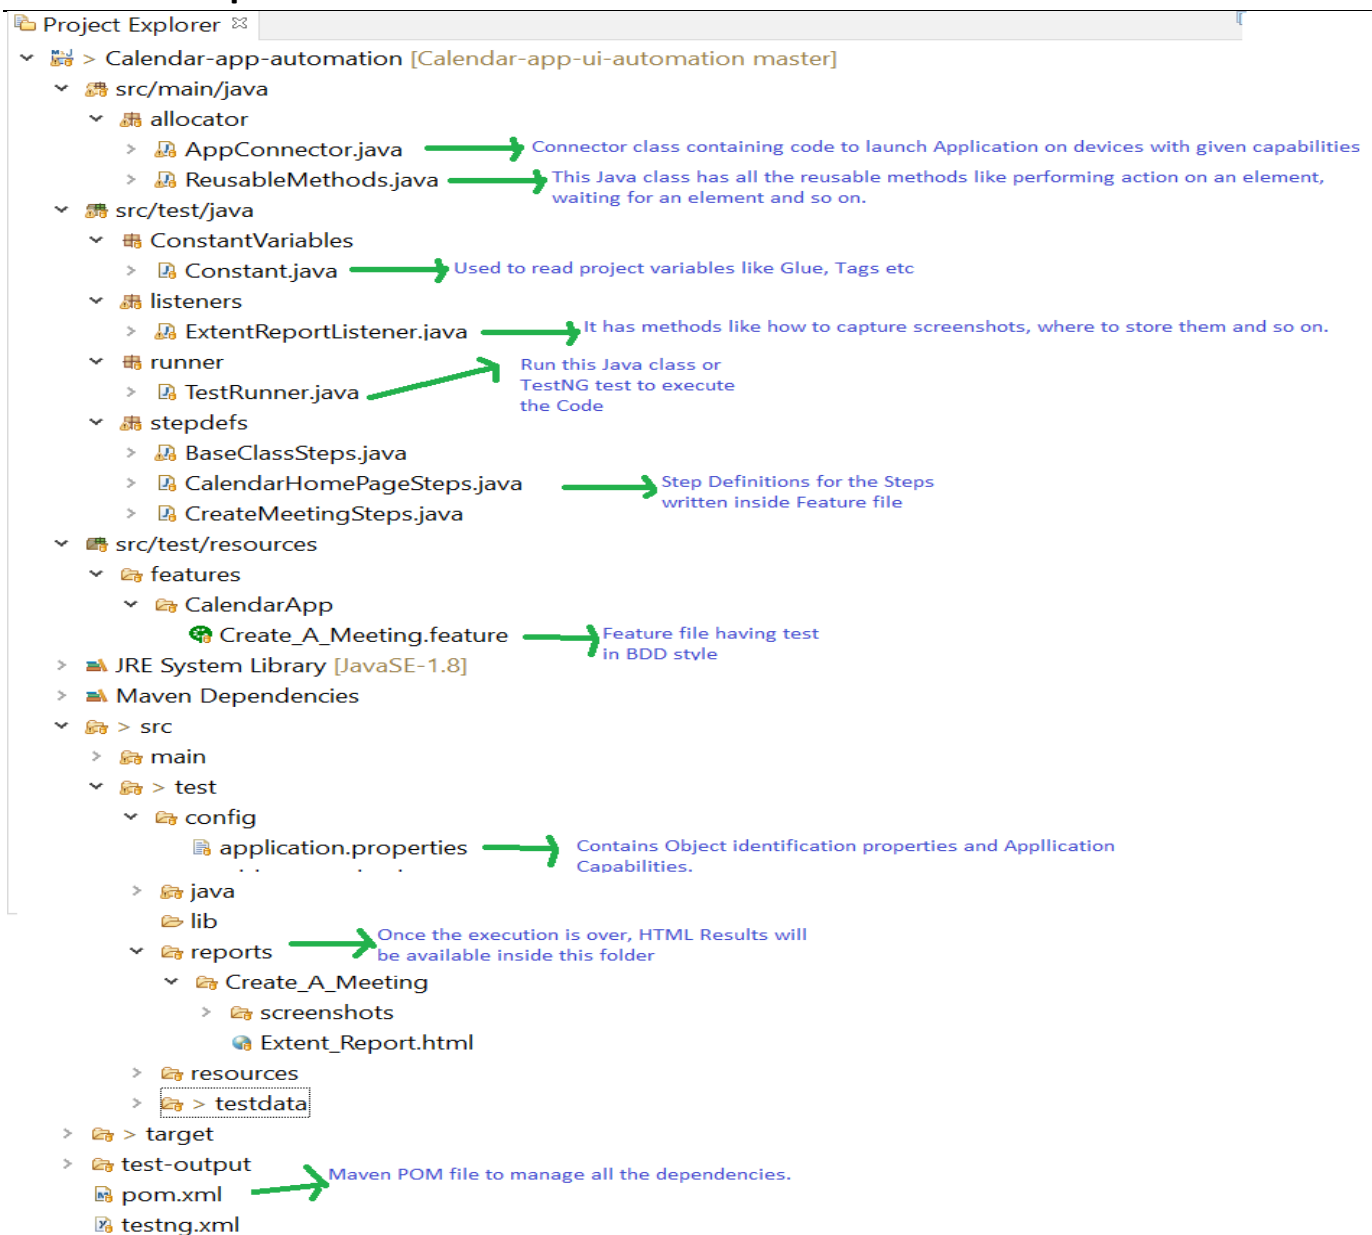 Project Explorer
> Calendar-app-automation [Calendar-app-ui-automation master]
src/main/java
allocator
AppConnector.java Connector class containing code to launch Application on devices with given capabilities
ReusableMethods.java This Java class has all the reusable methods like performing action on an element,
waiting for an element and so on.
src/test/java
ConstantVariables
Constant.java Used to read project variables like Glue, Tags etc
listeners
ExtentReportListener.java It has methods like how to capture screenshots, where to store them and so on.
runner
Run this Java class or
TestNG test to execute
the Code
TestRunner.java
stepdefs
BaseClassSteps.java
CalendarHomePageSteps.java Step Definitions for the Steps
written inside Feature file
CreateMeetingSteps.java
src/test/resources
features
CalendarApp
Create_A_Meeting.feature Feature file having test
in BDD style
JRE System Library [JavaSE-1.8]
Maven Dependencies
> src
main
> test
config
application.properties Contains Object identification properties and Appllication
Capabilities.
java
lib
reports Once the execution is over, HTML Results will
be available inside this folder
Create_A_Meeting
screenshots
Extent_Report.html
resources
> testdata
> target
test-output
Maven POM file to manage all the dependencies.
pom.xml
testng.xml